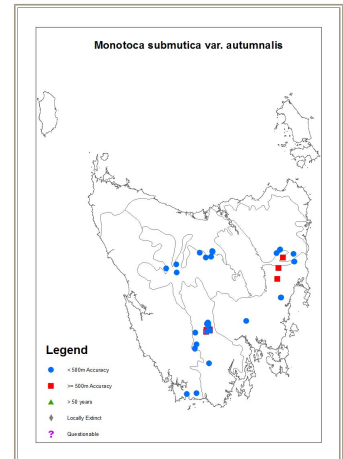 Monotoca submutica var. autumnalis
Legend
< 500m Accuracy
>= 500m Accuracy
> 50 years
Locally Extinct
? Questionable